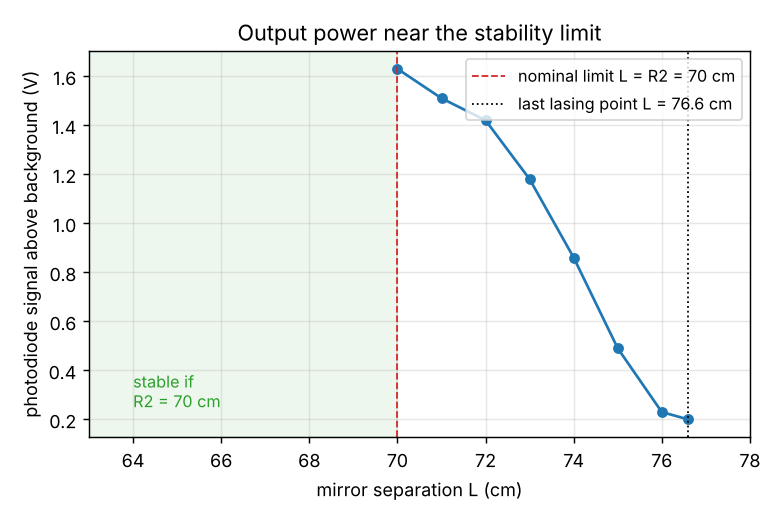 Output power near the stability limit
photodiode signal above background (V)
1.6
1.4
1.2
1.0
0.8
0.6
0.4
0.2
nominal limit L = R2 = 70 cm
last lasing point L = 76.6 cm
stable if
R2 = 70 cm
64 66 68 70 72 74 76 78
mirror separation L (cm)